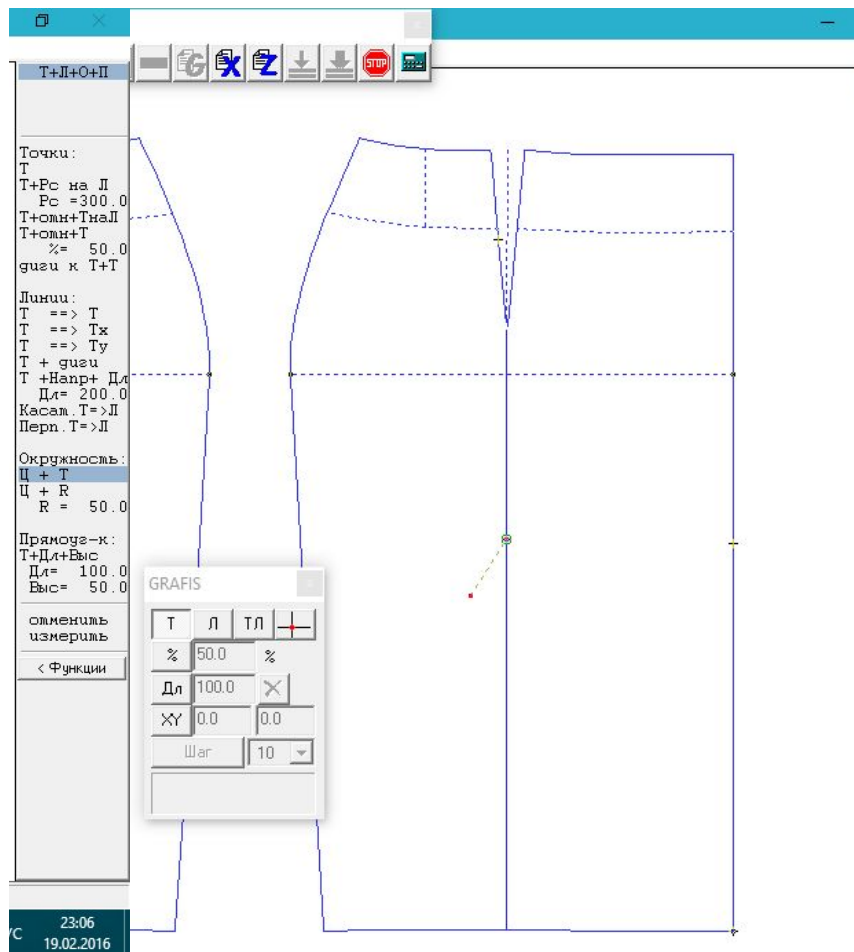 T+Л+О+П
G X Z STOP
Точки:
Т
Т+Рс на Л
Рс =300.0
Т+отн+ТнаЛ
Т+отн+Т
%= 50.0
диги к Т+Т
Линии:
Т ==> Т
Т ==> Тх
Т ==> Ту
Т + диги
Т +Напр+ Дл
Дл= 200.0
Касат.Т=>Л
Перп.Т=>Л
Окружность:
Ц + Т
Ц + R
R = 50.0
Прямоуг-к:
Т+Дл+Выс
Дл= 100.0
Выс= 50.0
отменить
измерить
< Функции
GRAFIS
Т Л ТЛ
% 50.0 %
Дл 100.0
XY 0.0 0.0
Шаг 10
23:06
19.02.2016